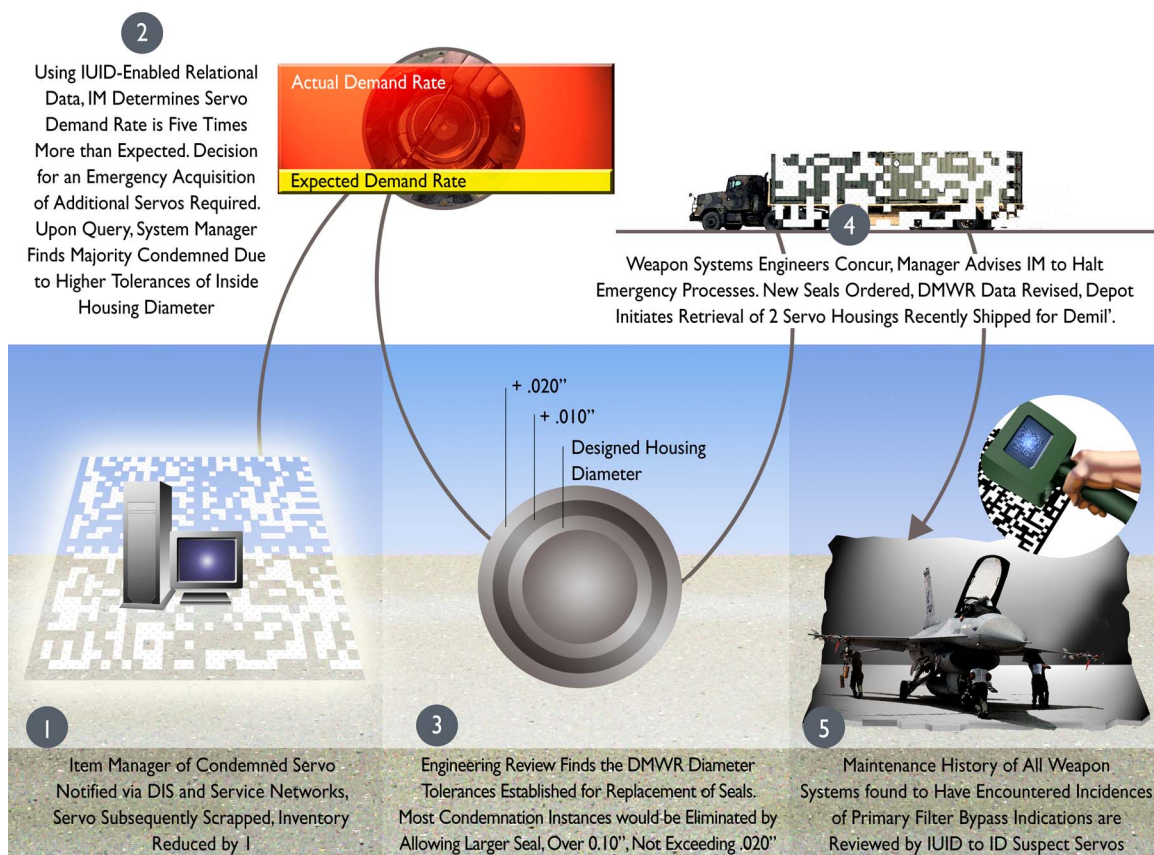 2
Using IUID-Enabled Relational
Data, IM Determines Servo
Demand Rate is Five Times
More than Expected. Decision
for an Emergency Acquisition
of Additional Servos Required.
Upon Query, System Manager
Finds Majority Condemned Due
to Higher Tolerances of Inside
Housing Diameter
Actual Demand Rate
Expected Demand Rate
4
Weapon Systems Engineers Concur, Manager Advises IM to Halt
Emergency Processes. New Seals Ordered, DMWR Data Revised, Depot
Initiates Retrieval of 2 Servo Housings Recently Shipped for Demil'.
+ .020”
+ .010”
Designed Housing
Diameter
1
Item Manager of Condemned Servo
Notified via DIS and Service Networks,
Servo Subsequently Scrapped, Inventory
Reduced by 1
3
Engineering Review Finds the DMWR Diameter
Tolerances Established for Replacement of Seals.
Most Condemnation Instances would be Eliminated by
Allowing Larger Seal, Over 0.10”, Not Exceeding .020”
5
Maintenance History of All Weapon
Systems found to Have Encountered Incidences
of Primary Filter Bypass Indications are
Reviewed by IUID to ID Suspect Servos